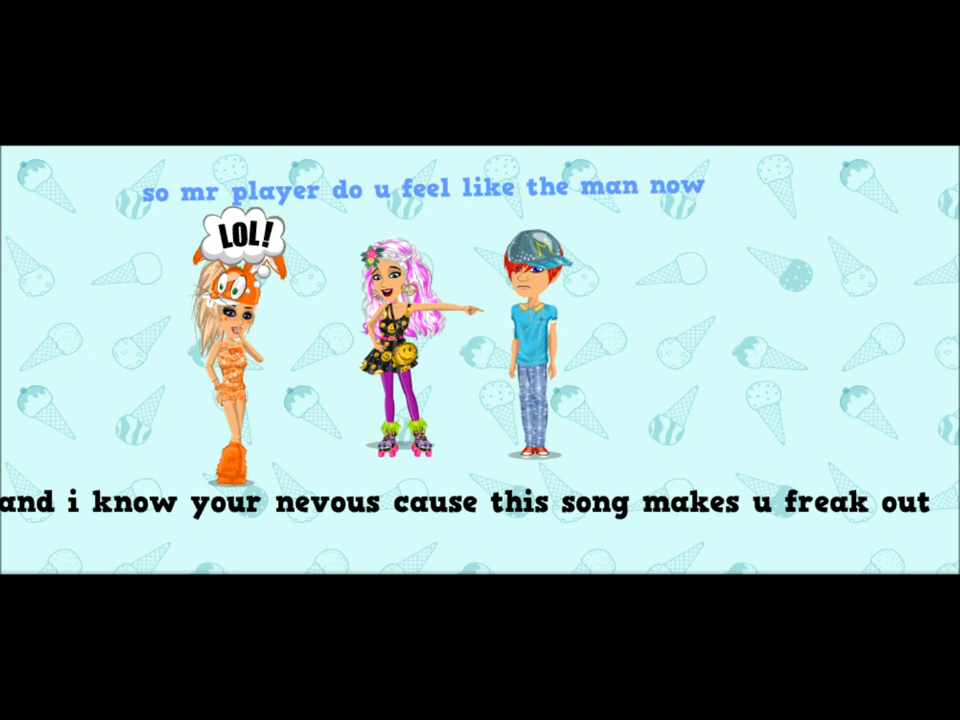 so mr player do u feel like the man now
LOL!
and i know your nevous cause this song makes u freak out